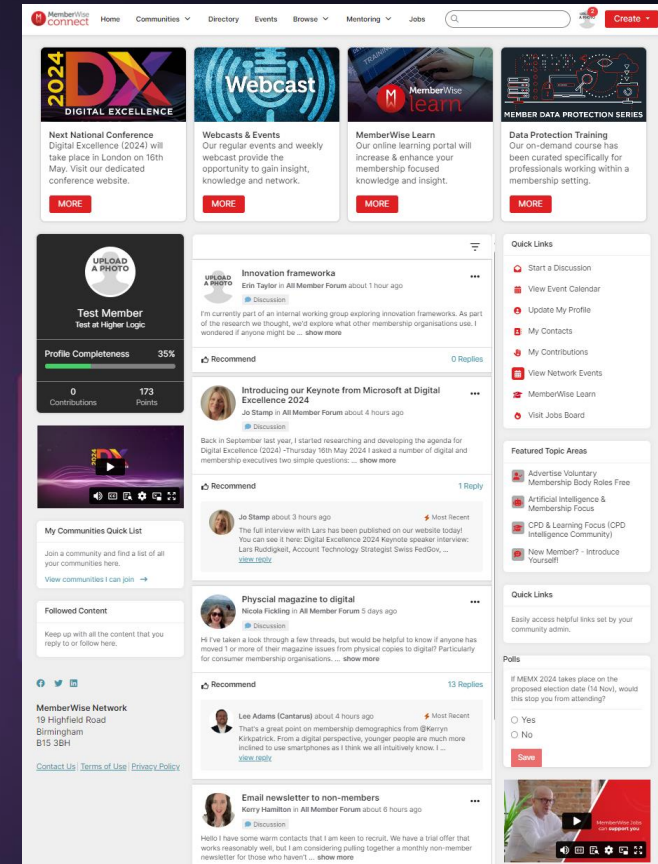 MemberWise
connect
Home
Communities
Directory
Events
Browse
Mentoring
Jobs
2
Create
2024
DX
DIGITAL EXCELLENCE
Next National Conference
Digital Excellence (2024) will
take place in London on 16th
May. Visit our dedicated
conference website.
MORE
Webcast
Webcasts & Events
Our regular events and weekly
webcast provide the
opportunity to gain insight,
knowledge and network.
MORE
TRAINING
MemberWise
learn
MemberWise Learn
Our online learning portal will
increase & enhance your
membership focused
knowledge and insight.
MORE
MEMBER DATA PROTECTION SERIES
Data Protection Training
Our on-demand course has
been curated specifically for
professionals working within a
membership setting.
MORE
UPLOAD
A PHOTO
Test Member
Test at Higher Logic
Profile Completeness 35%
0 173
Contributions Points
2024 DX
My Communities Quick List
Join a community and find a list of all
your communities here.
View communities I can join →
Followed Content
Keep up with all the content that you
reply to or follow here.
MemberWise Network
19 Highfield Road
Birmingham
B15 3BH
Contact Us| Terms of Use| Privacy Policy
UPLOAD
A PHOTO
Innovation frameworka
Erin Taylor in All Member Forum about 1 hour ago
Discussion
I'm currently part of an internal working group exploring innovation frameworks. As part
of the research we thought, we'd explore what other membership organisations use. I
wondered if anyone might be ... show more
Recommend 0 Replies
Introducing our Keynote from Microsoft at Digital
Excellence 2024
Jo Stamp in All Member Forum about 4 hours ago
Discussion
Back in September last year, I started researching and developing the agenda for
Digital Excellence (2024) -Thursday 16th May 2024 I asked a number of digital and
membership executives two simple questions: ... show more
Recommend 1 Reply
Jo Stamp about 3 hours ago Most Recent
The full interview with Lars has been published on our website today!
You can see it here: Digital Excellence 2024 Keynote speaker interview:
Lars Ruddigkeit, Account Technology Strategist Swiss FedGov, ...
view reply
Physcial magazine to digital
Nicola Fickling in All Member Forum 5 days ago
Discussion
Hi I've taken a look through a few threads, but would be helpful to know if anyone has
moved 1 or more of their magazine issues from physical copies to digital? Particularly
for consumer membership organisations. ... show more
Recommend 13 Replies
Lee Adams (Cantarus) about 4 hours ago Most Recent
That's a great point on membership demographics from @Kerryn
Kirkpatrick. From a digital perspective, younger people are much more
inclined to use smartphones as I think we all intuitively know. I ...
view reply
Email newsletter to non-members
Kerry Hamilton in All Member Forum about 6 hours ago
Discussion
Hello I have some warm contacts that I am keen to recruit. We have a trial offer that
works reasonably well, but I am considering pulling together a monthly non-member
newsletter for those who haven't ... show more
Quick Links
Start a Discussion
View Event Calendar
Update My Profile
My Contacts
My Contributions
View Network Events
MemberWise Learn
Visit Jobs Board
Featured Topic Areas
Advertise Voluntary
Membership Body Roles Free
Artificial Intelligence &
Membership Focus
CPD & Learning Focus (CPD
Intelligence Community)
New Member? - Introduce
Yourself!
Quick Links
Easily access helpful links set by your
community admin.
Polls
If MEMX 2024 takes place on the
proposed election date (14 Nov), would
this stop you from attending?
Yes
No
Save
MemberWise Jobs
can support you